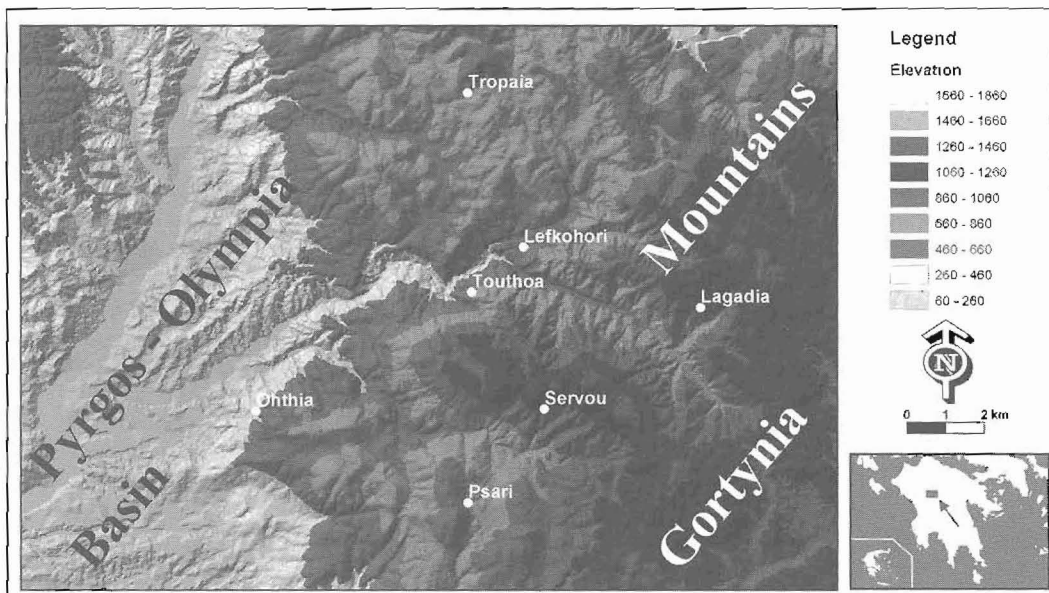 Tropaia
Lefkohori
Touthoa
Lagadia
Ohthia
Servou
Psari
Pyrgos - Olympia
Basin
Mountains
Gortynia
Legend
Elevation
1660 - 1860
1460 - 1660
1260 - 1460
1060 - 1260
860 - 1060
660 - 860
460 - 660
260 - 460
60 - 260
N
0 1 2 km